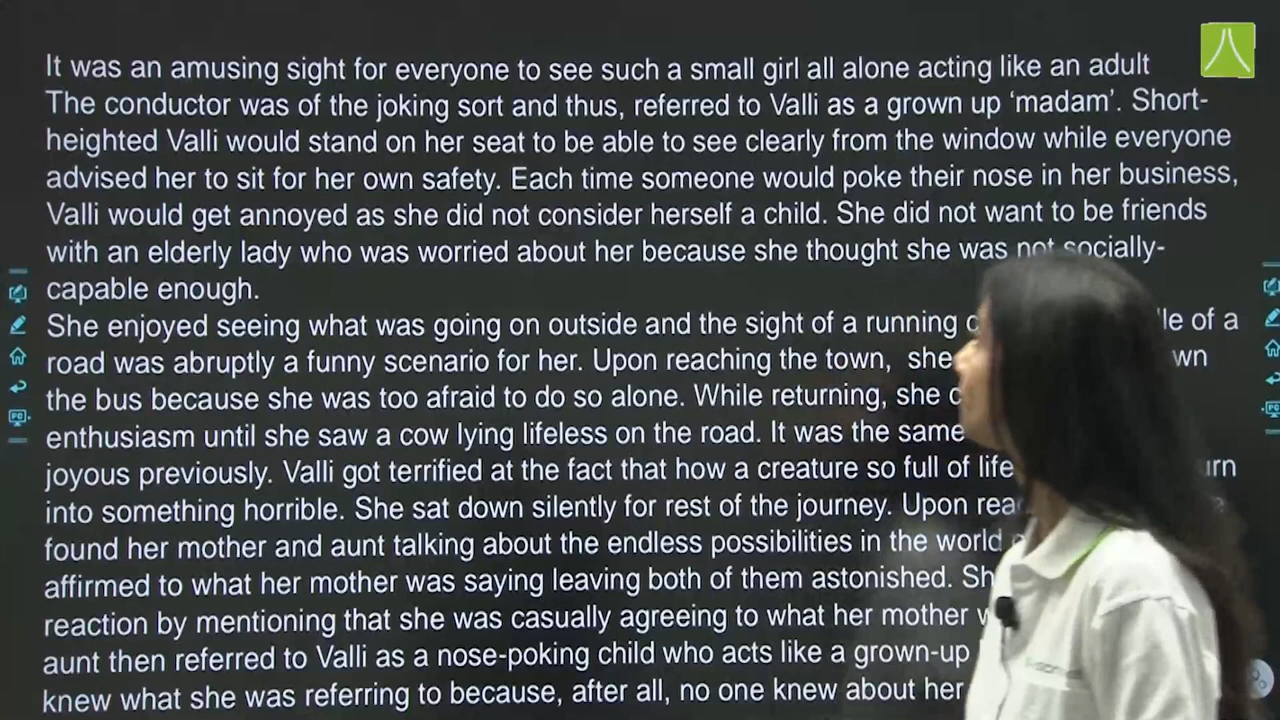 It was an amusing sight for everyone to see such a small girl all alone acting like an adult
The conductor was of the joking sort and thus, referred to Valli as a grown up ‘madam’. Short-
heighted Valli would stand on her seat to be able to see clearly from the window while everyone
advised her to sit for her own safety. Each time someone would poke their nose in her business,
Valli would get annoyed as she did not consider herself a child. She did not want to be friends
with an elderly lady who was worried about her because she thought she was not socially-
capable enough.
She enjoyed seeing what was going on outside and the sight of a running of a
road was abruptly a funny scenario for her. Upon reaching the town, she
the bus because she was too afraid to do so alone. While returning, she
enthusiasm until she saw a cow lying lifeless on the road. It was the same
joyous previously. Valli got terrified at the fact that how a creature so full of life
into something horrible. She sat down silently for rest of the journey. Upon
found her mother and aunt talking about the endless possibilities in the world
affirmed to what her mother was saying leaving both of them astonished.
reaction by mentioning that she was casually agreeing to what her mother
aunt then referred to Valli as a nose-poking child who acts like a grown-up
knew what she was referring to because, after all, no one knew about her